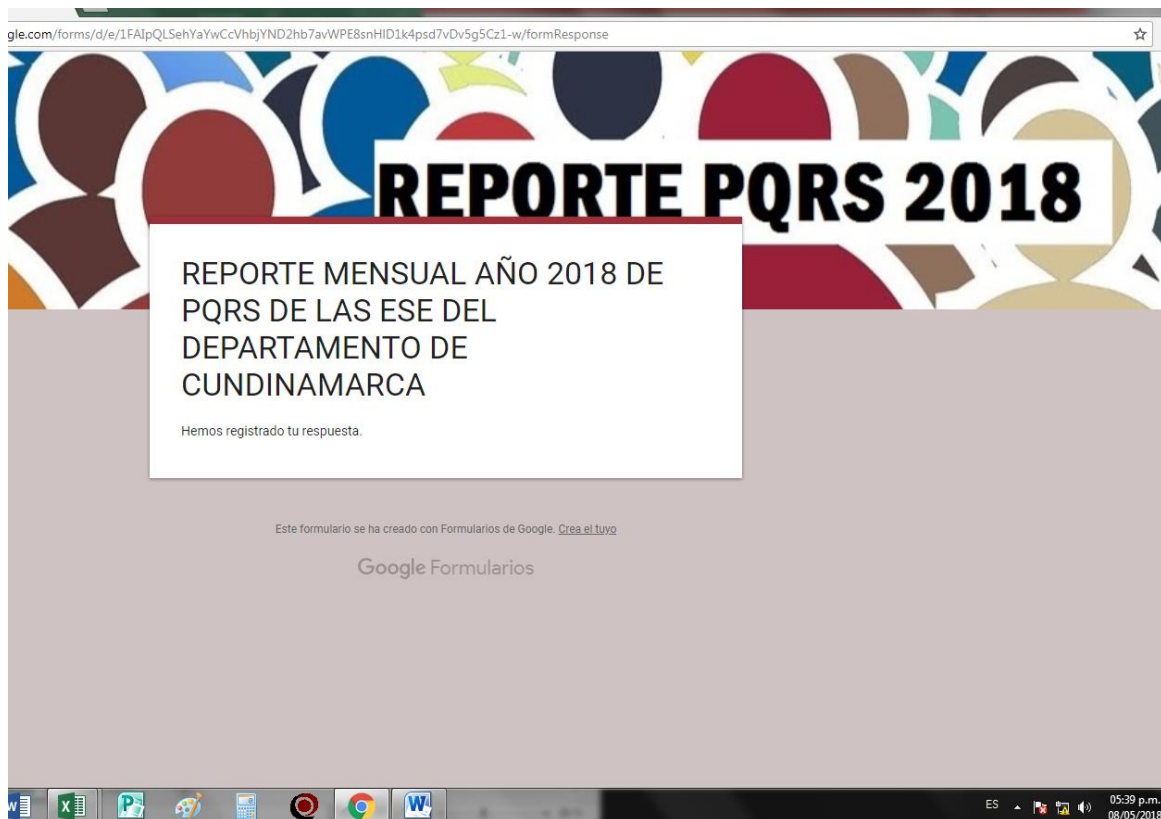 gle.com/forms/d/e/1FAIpQLSehYaYwCcVhbjYND2hb7avWPE8snHID1k4psd7vDv5g5Cz1-w/formResponse
REPORTE PQRS 2018
REPORTE MENSUAL AÑO 2018 DE
PQRS DE LAS ESE DEL
DEPARTAMENTO DE
CUNDINAMARCA
Hemos registrado tu respuesta.
Este formulario se ha creado con Formularios de Google. Crea el tuyo
Google Formularios
ES
05:39 p.m.
08/05/2018